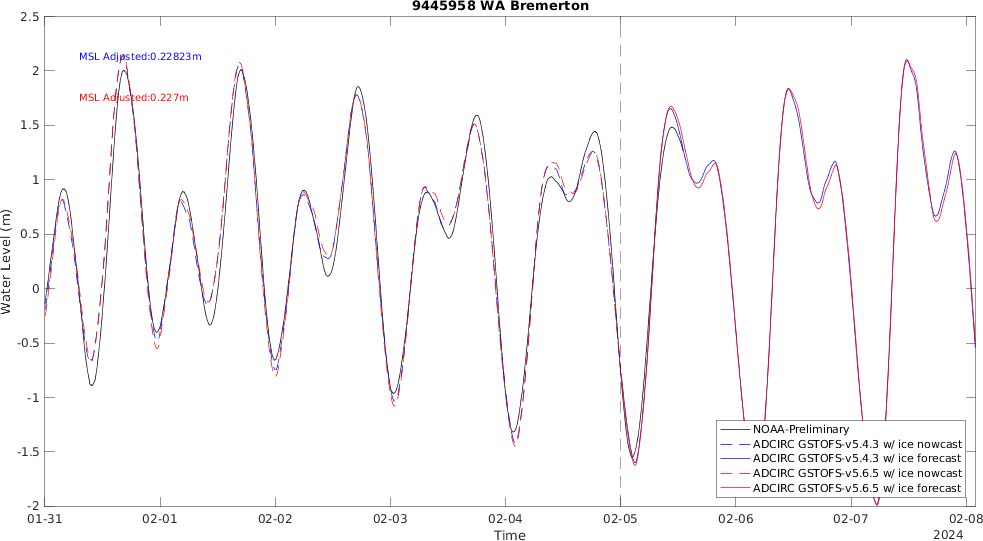 9445958 WA Bremerton
MSL Adjusted:0.22823m
MSL Adjusted:0.227m
Water Level (m)
2.5
2
1.5
1
0.5
0
-0.5
-1
-1.5
-2
NOAA-Preliminary
ADCIRC GSTOFS-v5.4.3 w/ ice nowcast
ADCIRC GSTOFS-v5.4.3 w/ ice forecast
ADCIRC GSTOFS-v5.6.5 w/ ice nowcast
ADCIRC GSTOFS-v5.6.5 w/ ice forecast
01-31 02-01 02-02 02-03 02-04 02-05 02-06 02-07 02-08
Time
2024